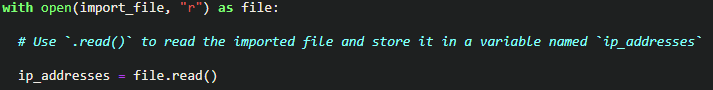 with open(import_file, "r") as file:
# Use `.read()` to read the imported file and store it in a variable named `ip_addresses`
ip_addresses = file.read()